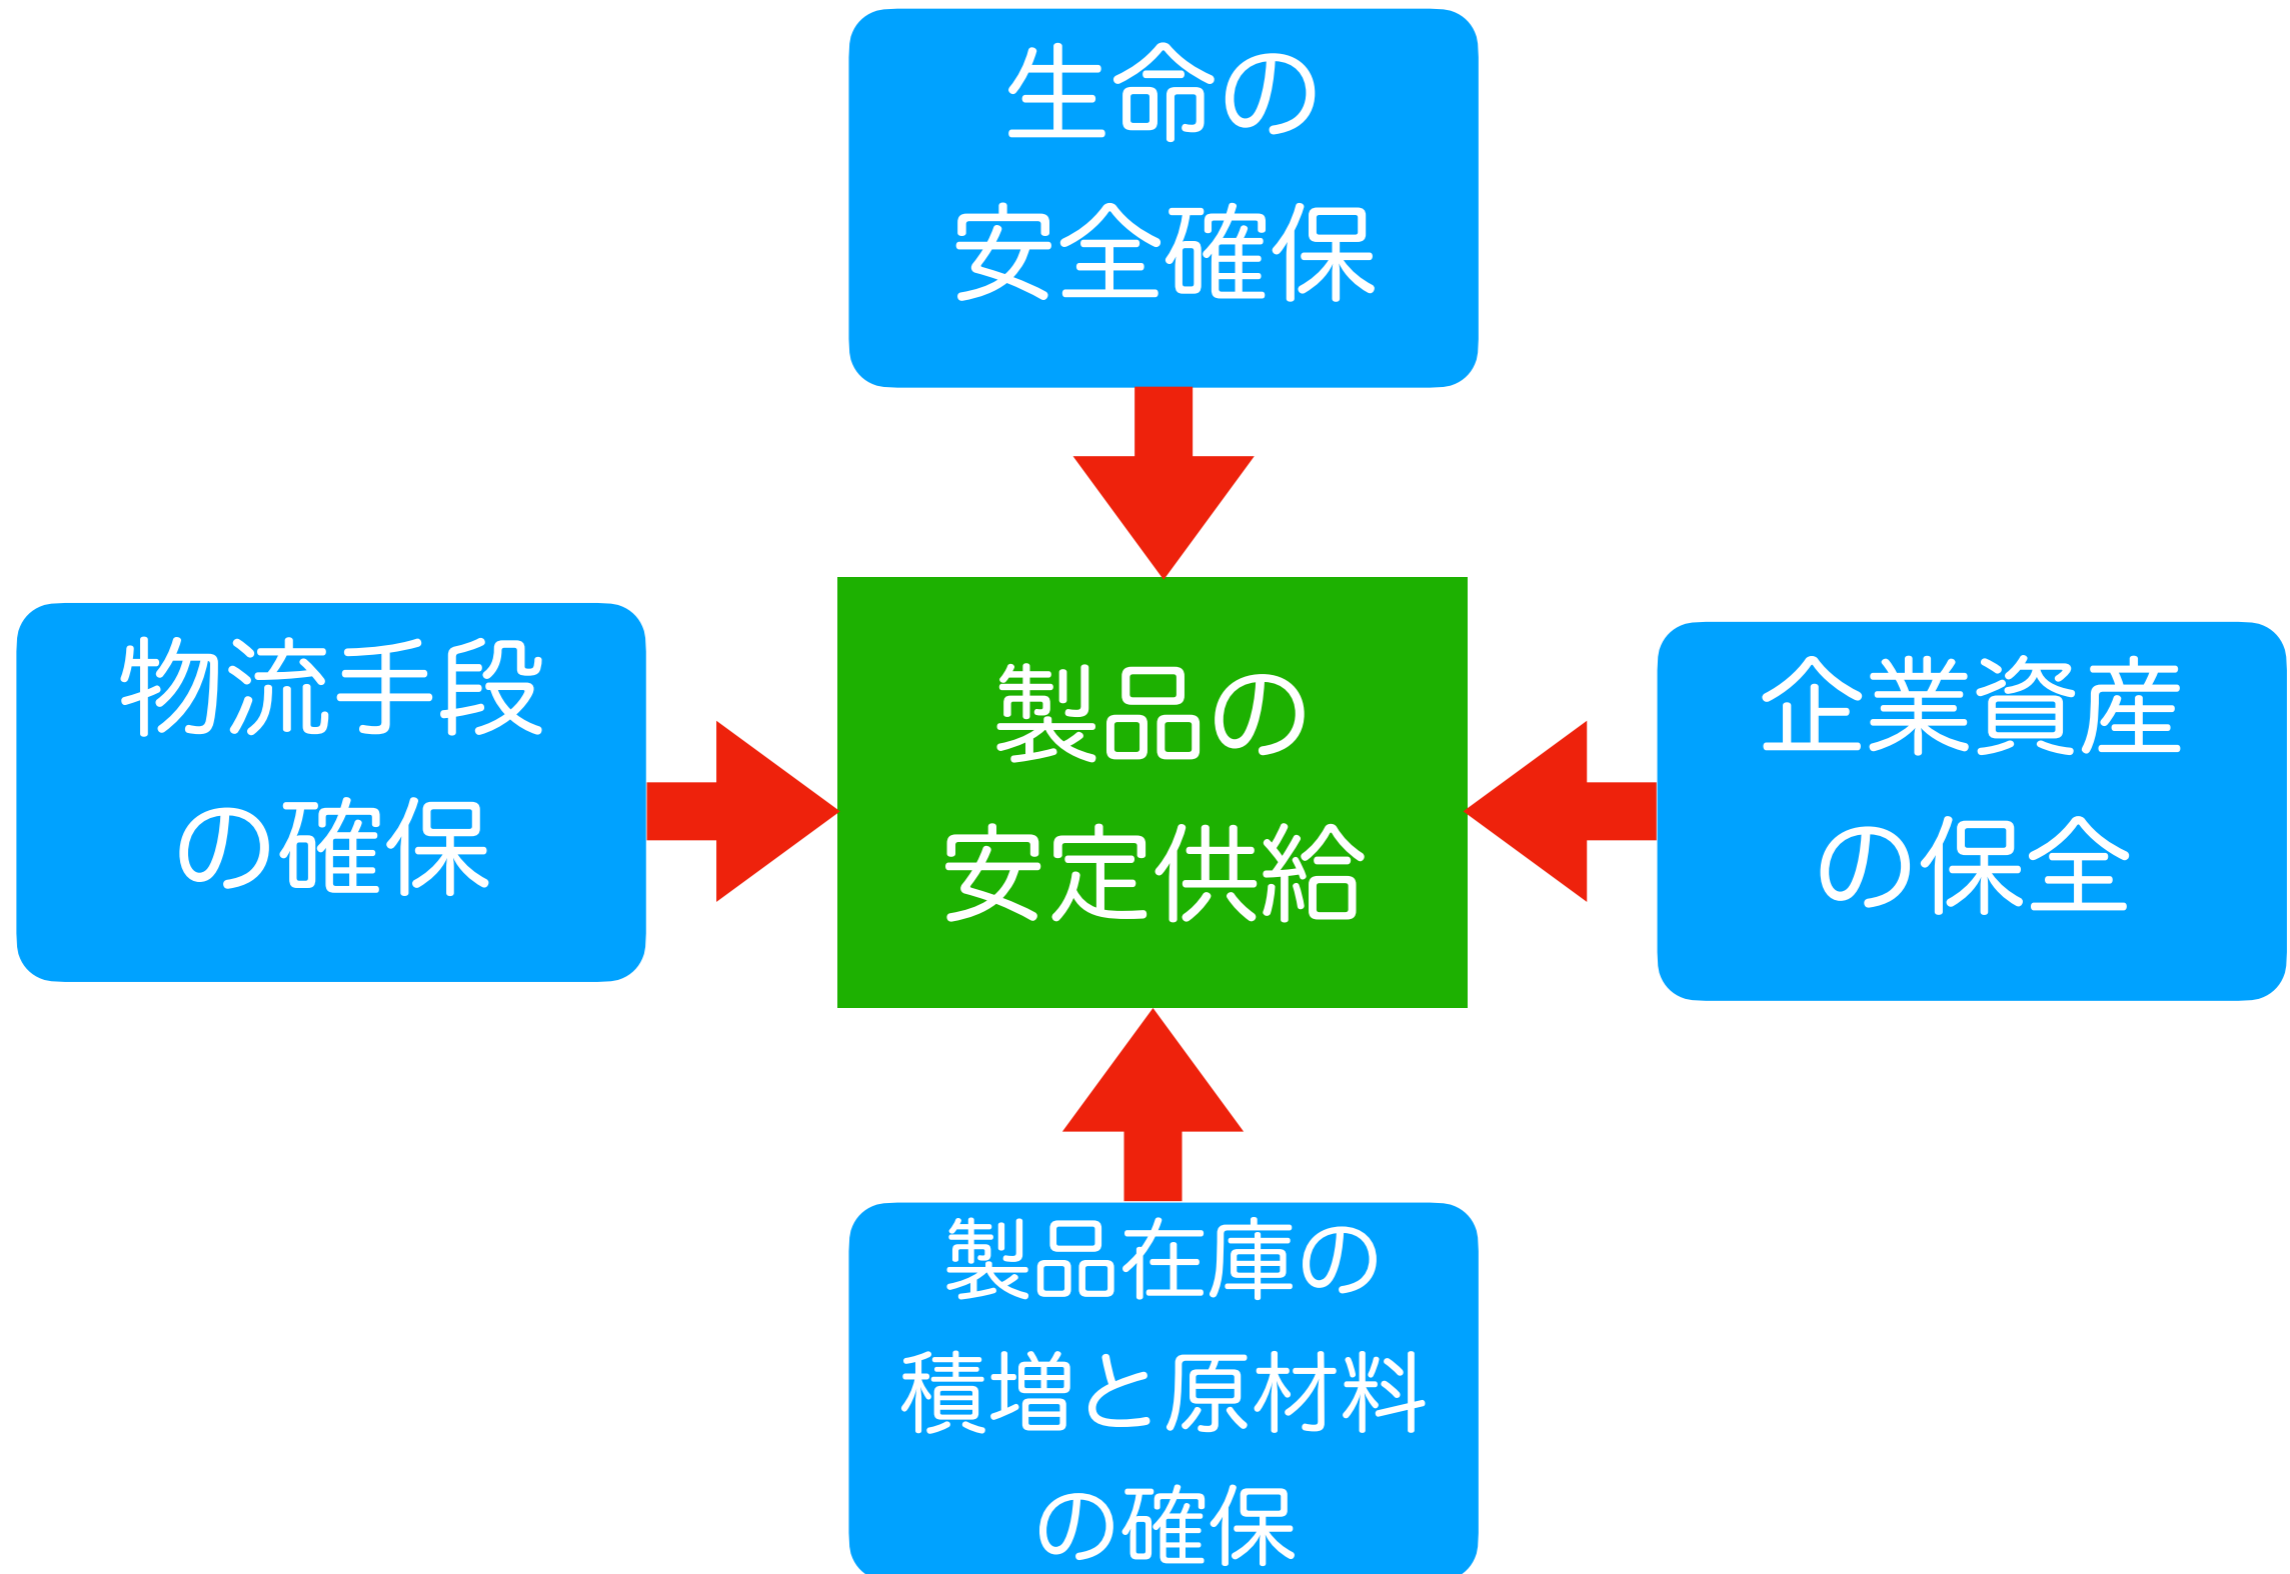 生命の
安全確保
物流手段
の確保
製品の
安定供給
企業資産
の保全
製品在庫の
積増と原材料
の確保